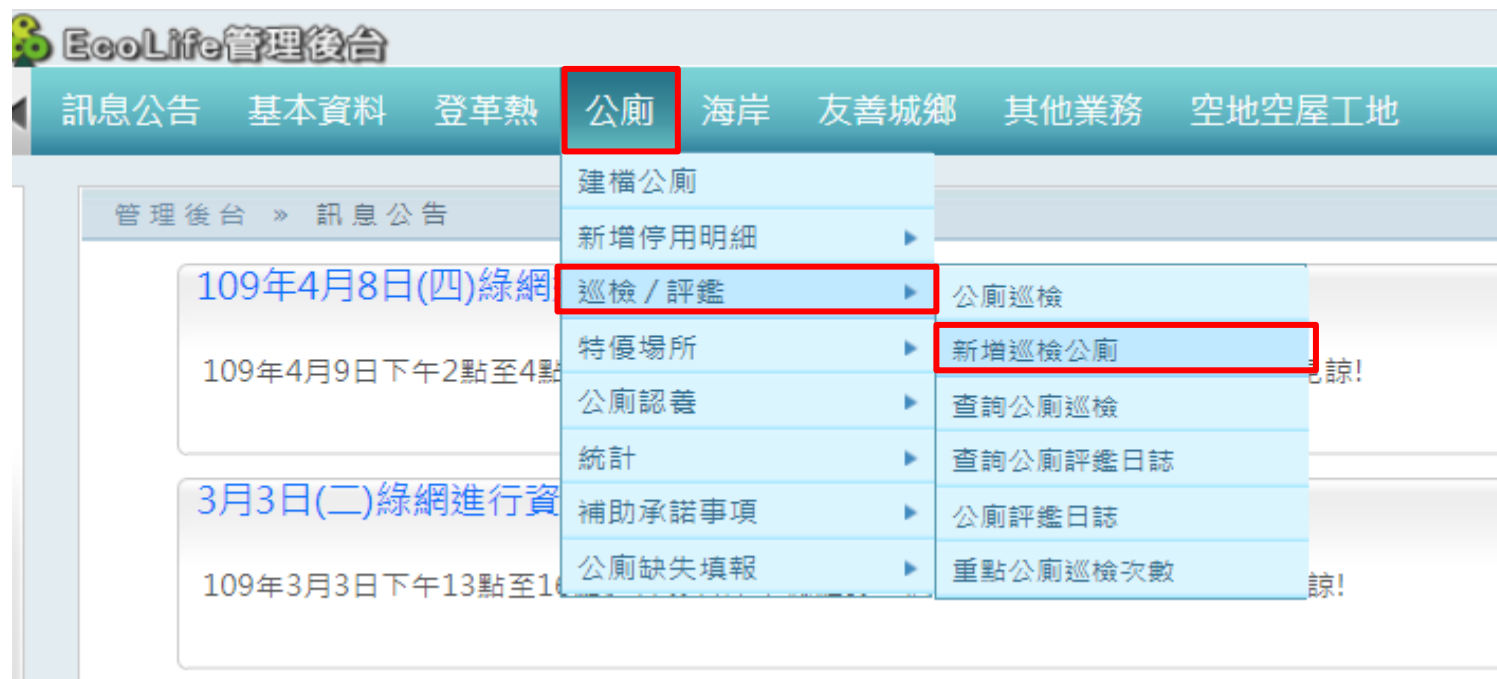 EcoLife管理後台
訊息公告 基本資料 登革熱 公廁 海岸 友善城鄉 其他業務 空地空屋工地
管理後台 » 訊息公告
建檔公廁
新增停用明細
巡檢／評鑑
特優場所
公廁認養
統計
補助承諾事項
公廁缺失填報
公廁巡檢
新增巡檢公廁
查詢公廁巡檢
查詢公廁評鑑日誌
公廁評鑑日誌
重點公廁巡檢次數
109年4月8日(四)綠網
109年4月9日下午2點至4點 諒!
3月3日(二)綠網進行資
109年3月3日下午13點至16 諒!